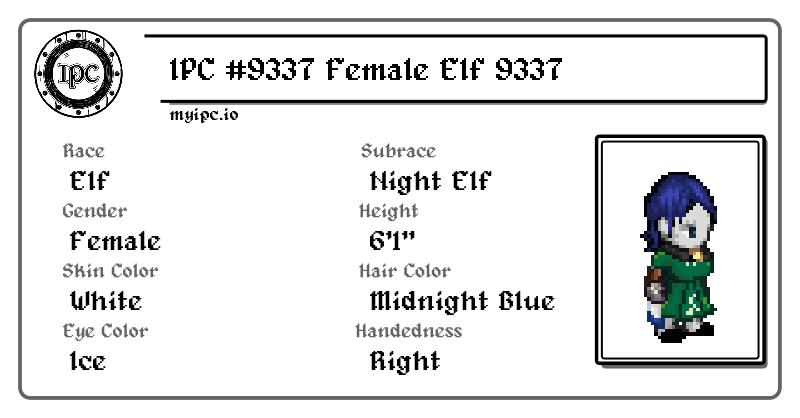 IPC
IPC #9337 Female Elf 9337
myipc.io
Race
Elf
Subrace
Night Elf
Gender
Female
Height
6'1"
Skin Color
White
Hair Color
Midnight Blue
Eye Color
Ice
Handedness
Right